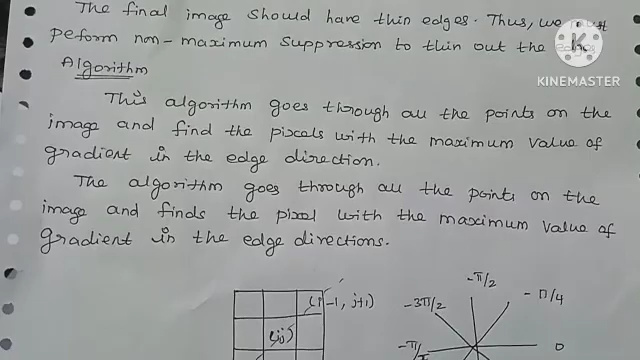 The final image should have thin edges. Thus, we must
peform non-maximum suppression to thin out the
Algorithm
KINEMASTER
This algorithm goes through all the points on the
image and find the pixels with the maximum value of
gradient in the edge direction.
The algorithm goes through all the points on the
image and finds the pixel with the maximum value of
gradient in the edge directions.
(i-1, j+1)
(i,j)
-π/2
-3π/2
-π/4
0